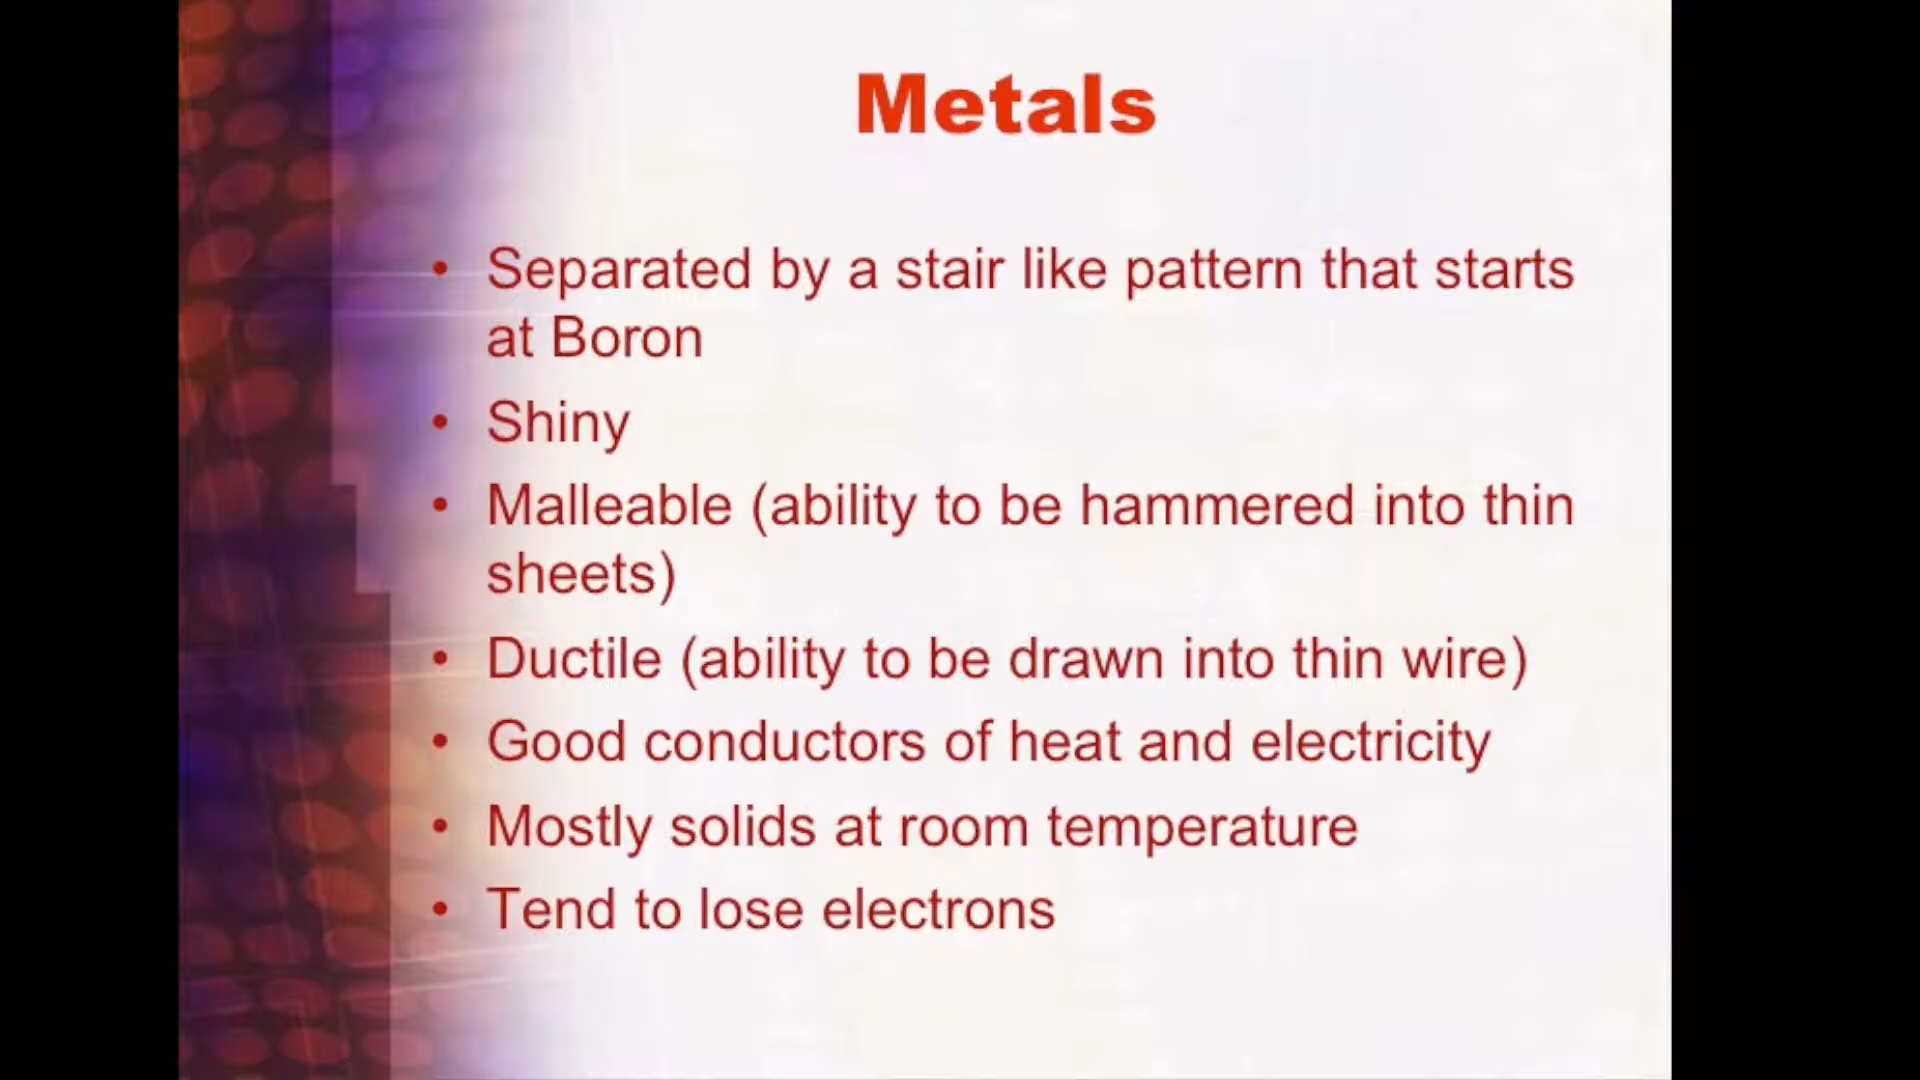 Metals
• Separated by a stair like pattern that starts
at Boron
• Shiny
• Malleable (ability to be hammered into thin
sheets)
• Ductile (ability to be drawn into thin wire)
• Good conductors of heat and electricity
• Mostly solids at room temperature
• Tend to lose electrons